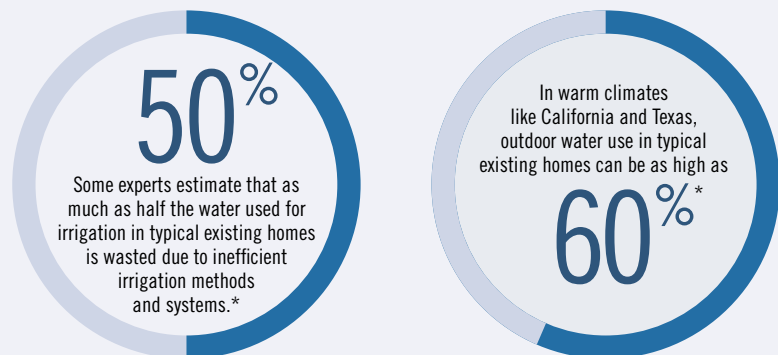 50%
Some experts estimate that as
much as half the water used for
irrigation in typical existing homes
is wasted due to inefficient
irrigation methods
and systems.*
In warm climates
like California and Texas,
outdoor water use in typical
existing homes can be as high as
60%*